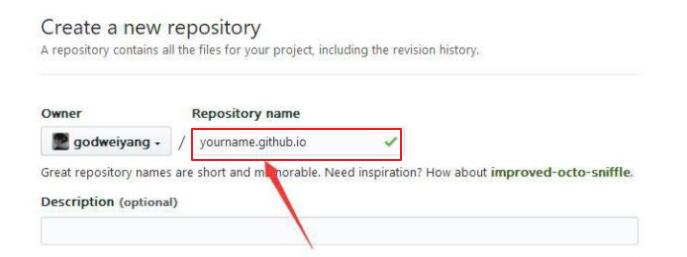 Create a new repository
A repository contains all the files for your project, including the revision history.
Owner Repository name
godweiyang / yourname.github.io
Great repository names are short and memorable. Need inspiration? How about improved-octo-sniffle.
Description (optional)